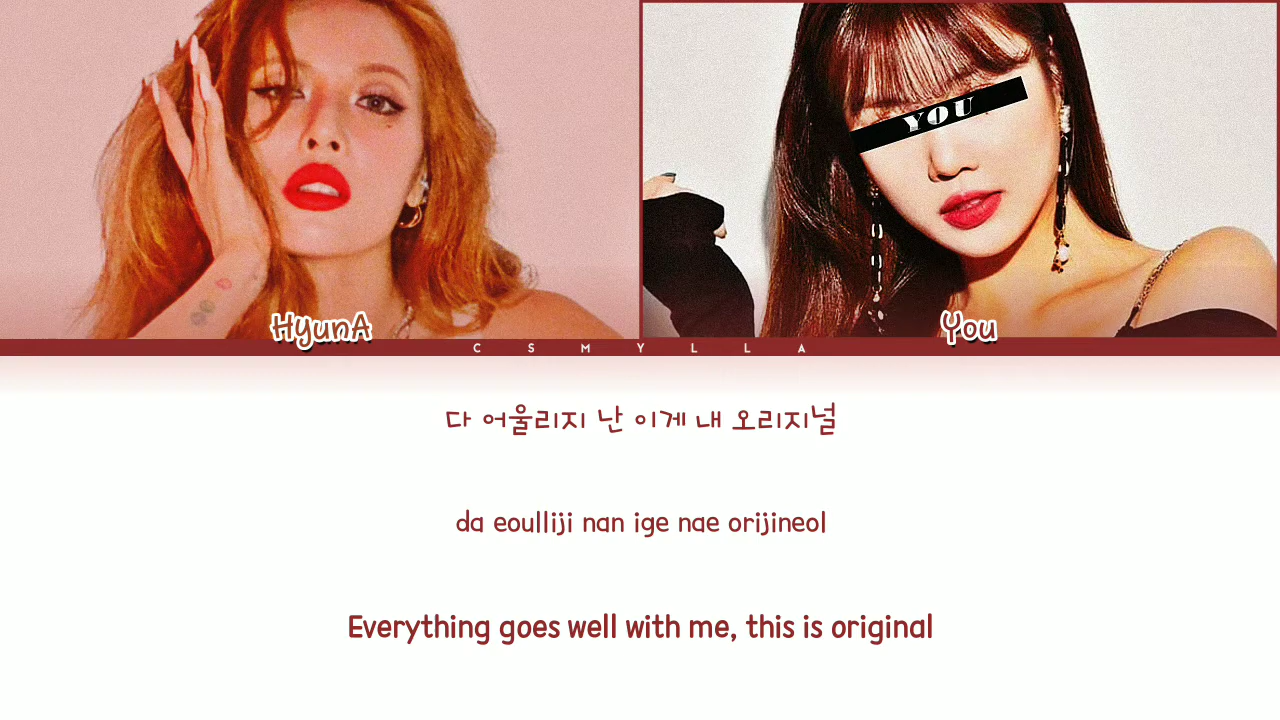 YOU
HyunA
You
CSMYLLA
다 어울리지 난 이게 내 오리지널
da eoulliji nan ige nae orijineol
Everything goes well with me, this is original